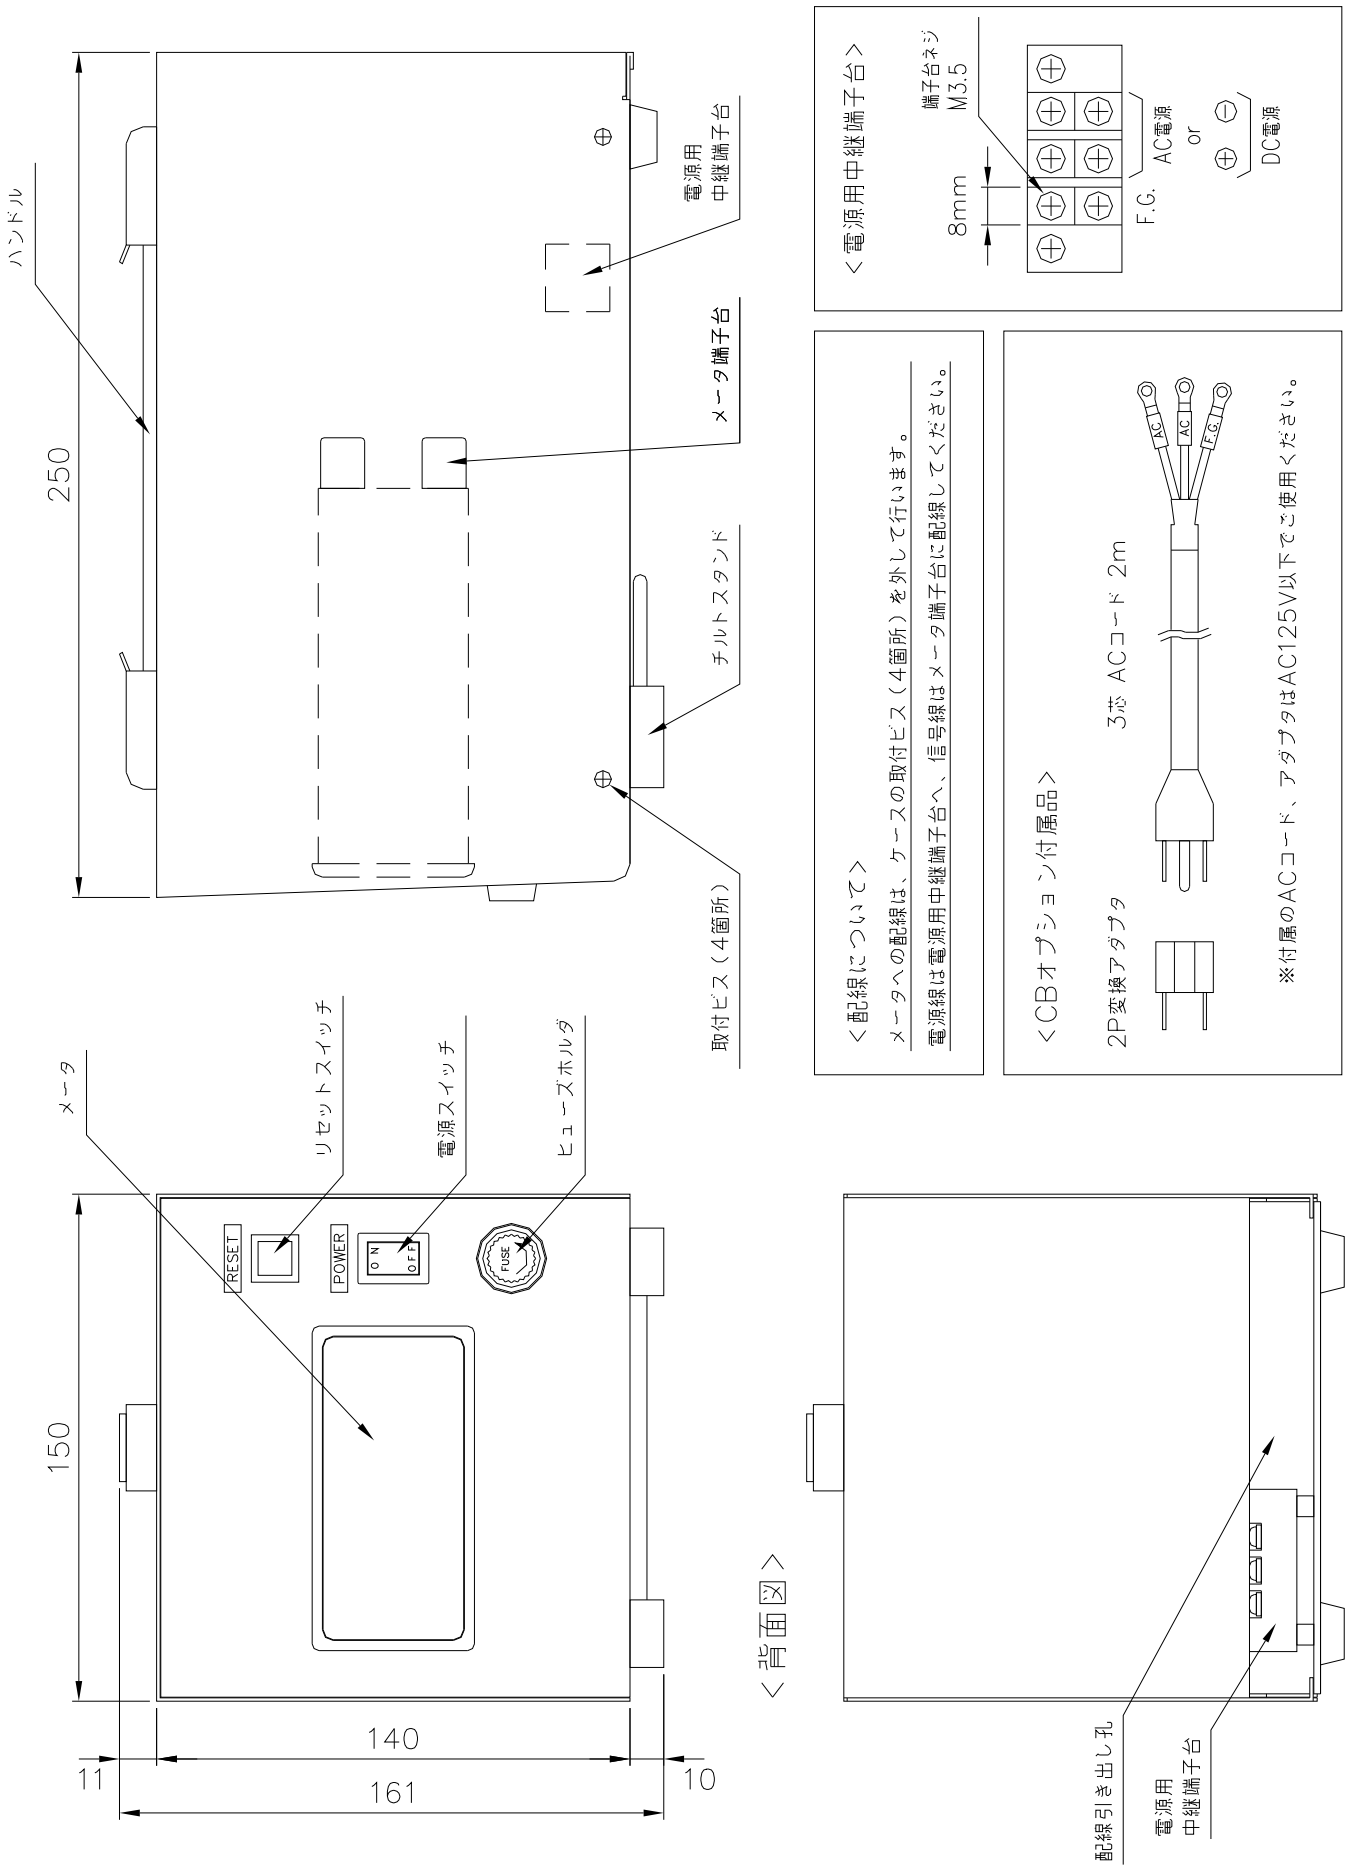 メータ
リセットスイッチ
電源スイッチ
ヒューズホルダ
150
11
140
161
10
RESET
POWER
ON
OFF
FUSE
250
ハンドル
電源用
中継端子台
メータ端子台
チルトスタンド
取付ビス(4箇所)
<背面図>
配線引き出し孔
電源用
中継端子台
<配線について>
メータへの配線は、ケースの取付ビス(4箇所)を外して行います。
電源線は電源用中継端子台へ、信号線はメータ端子台に配線してください。
<CBオプション付属品>
2P変換アダプタ
3芯 ACコード 2m
AC
AC
F.G.
※付属のACコード、アダプタはAC125V以下でご使用ください。
<電源用中継端子台>
8mm
端子台ネジ
M3.5
F.G.
AC電源
or
DC電源